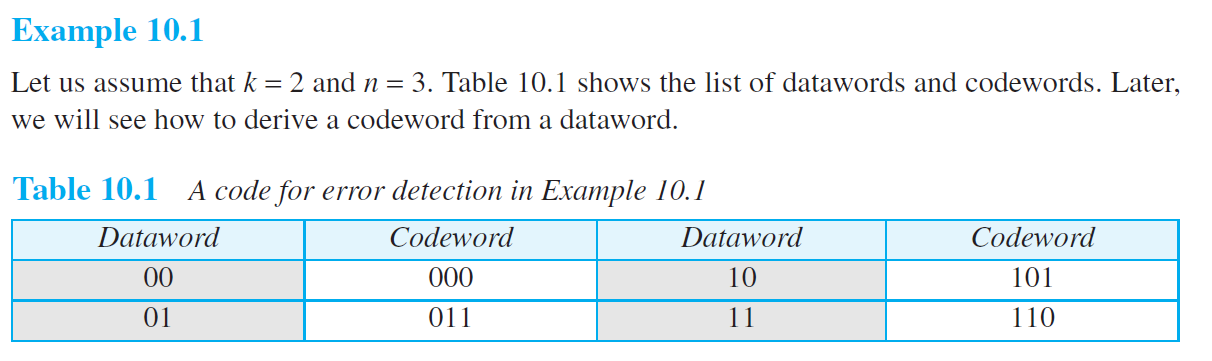 Example 10.1
Let us assume that k = 2 and n = 3. Table 10.1 shows the list of datawords and codewords. Later,
we will see how to derive a codeword from a dataword.
Table 10.1 A code for error detection in Example 10.1
Dataword Codeword Dataword Codeword
00 000 10 101
01 011 11 110